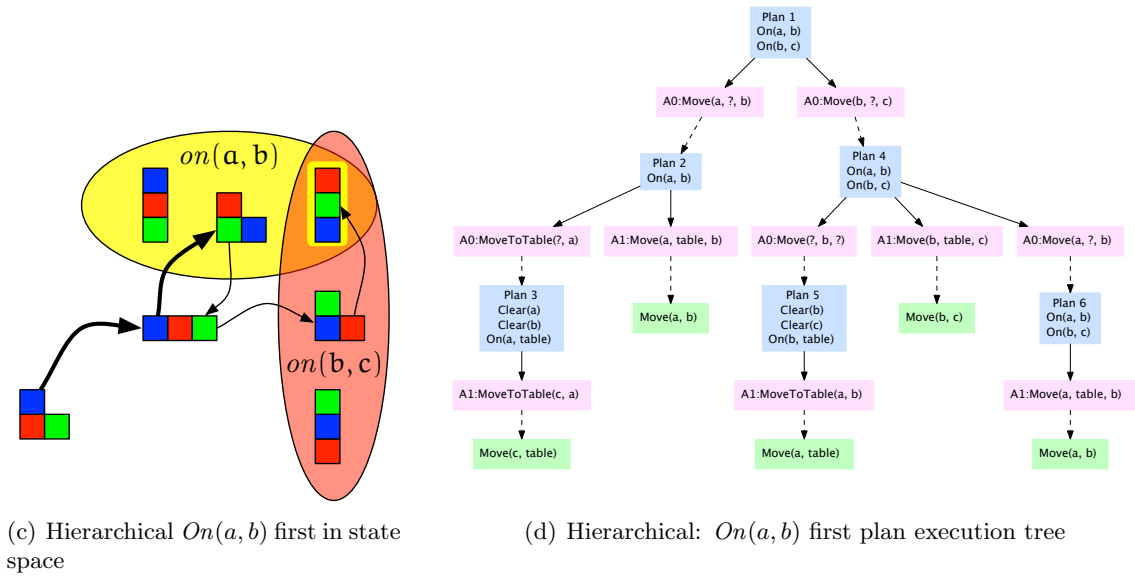 on(a, b)
on(b, c)
Plan 1
On(a, b)
On(b, c)
A0:Move(a, ?, b)
A0:Move(b, ?, c)
Plan 2
On(a, b)
Plan 4
On(a, b)
On(b, c)
A0:MoveToTable(?, a)
A1:Move(a, table, b)
A0:Move(?, b, ?)
A1:Move(b, table, c)
A0:Move(a, ?, b)
Plan 3
Clear(a)
Clear(b)
On(a, table)
Move(a, b)
Plan 5
Clear(b)
Clear(c)
On(b, table)
Move(b, c)
Plan 6
On(a, b)
On(b, c)
A1:MoveToTable(c, a)
A1:MoveToTable(a, b)
A1:Move(a, table, b)
Move(c, table)
Move(a, table)
Move(a, b)
(c) Hierarchical On(a, b) first in state
space
(d) Hierarchical: On(a, b) first plan execution tree